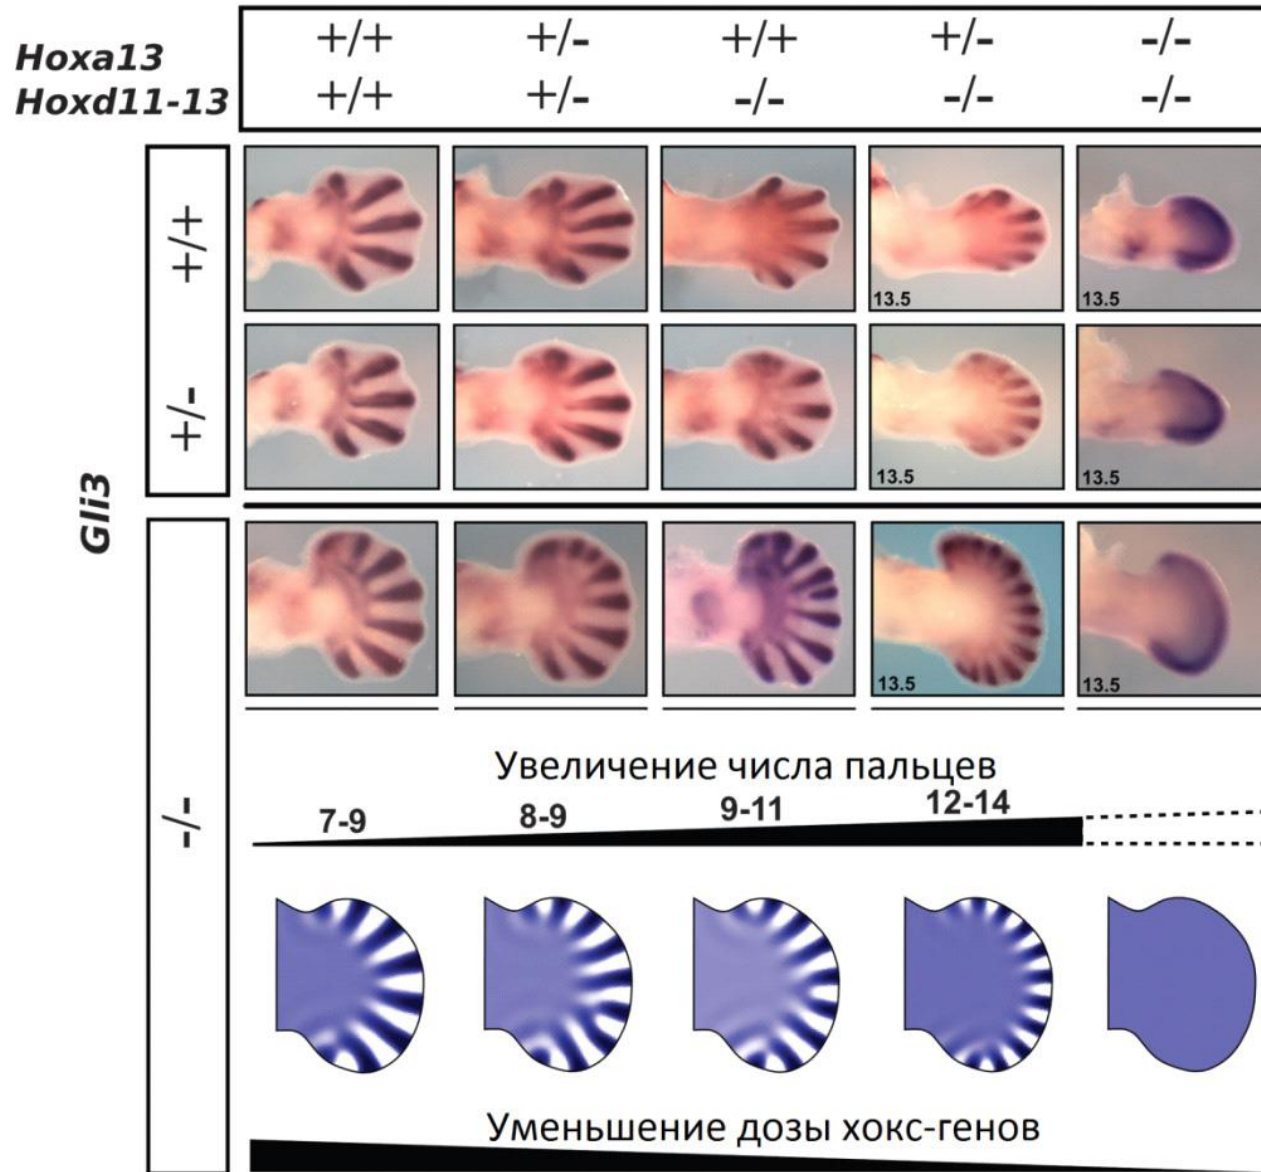 Hoxa13 +/+ +/- +/+ +/- -/-
Hoxd11-13 +/+ +/- -/- -/- -/-
Gli3
+/+
13.5 13.5
+/-
13.5 13.5
-/-
13.5 13.5
Увеличение числа пальцев
7-9 8-9 9-11 12-14
Уменьшение дозы хокс-генов